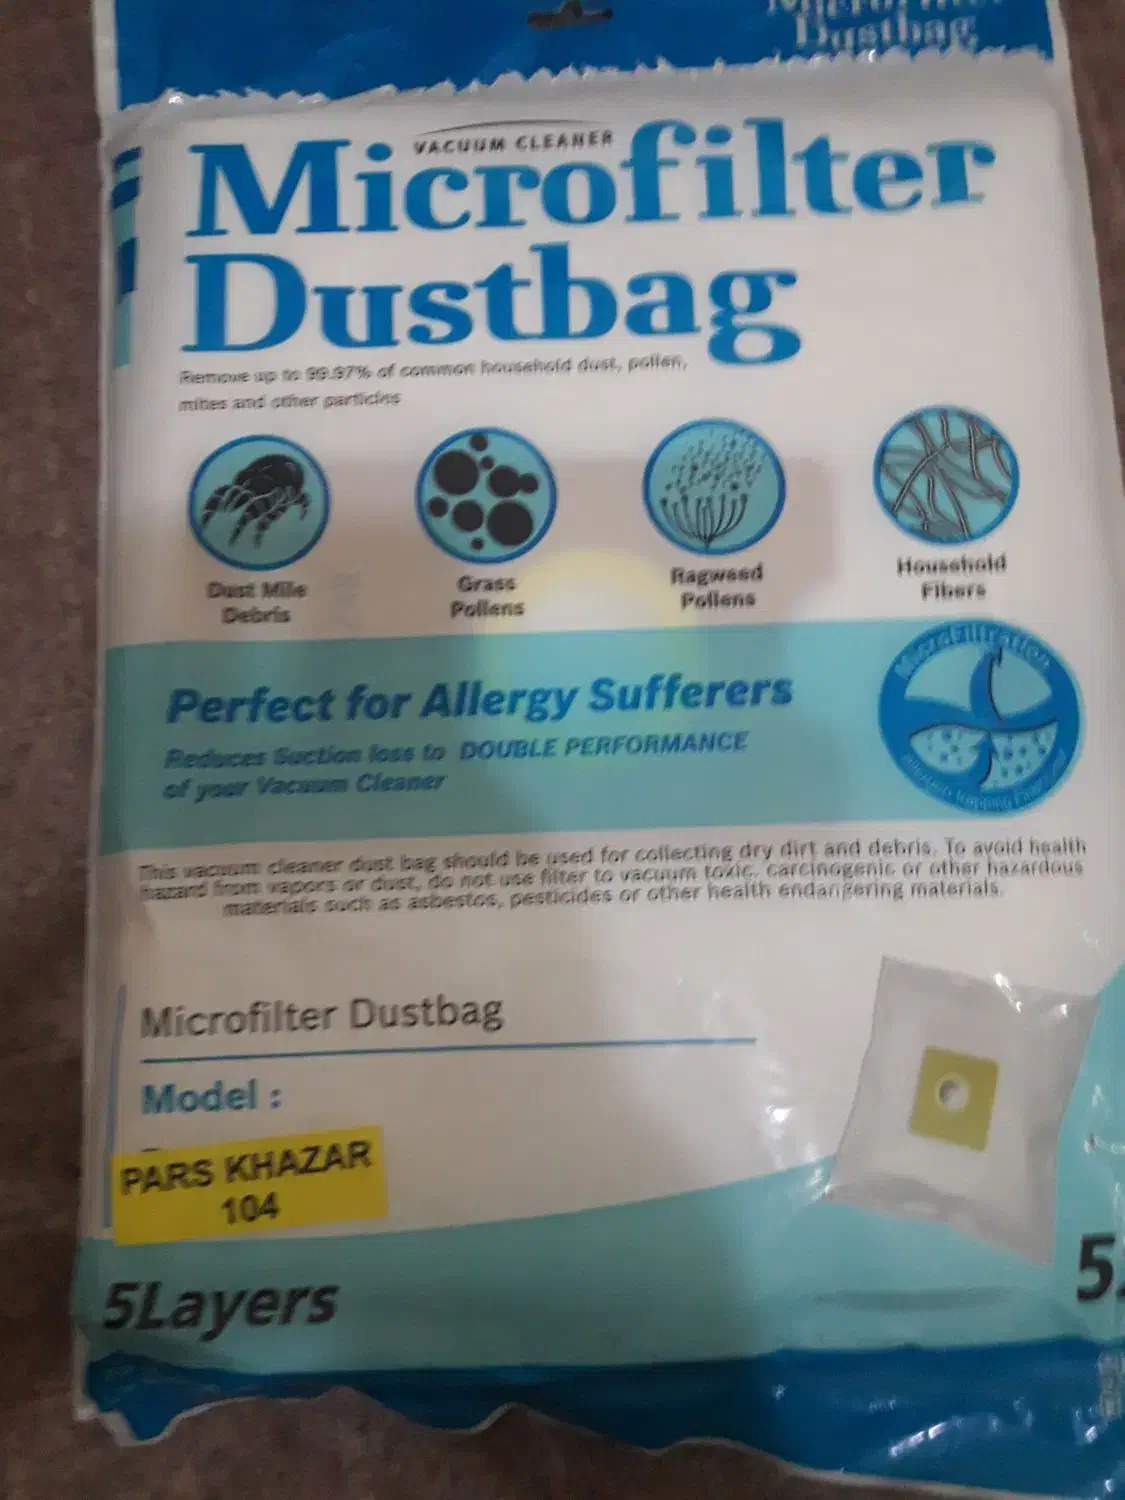 Microfilter
Dustbag
VACUUM CLEANER
Microfilter
Dustbag
Remove up to 99.97% of common household dust, pollen,
mites and other particles
Dust Mile
Debris
Grass
Pollens
Ragweed
Pollens
Household
Fibers
MicroFiltration
Perfect for Allergy Sufferers
Reduces Suction loss to DOUBLE PERFORMANCE
of your Vacuum Cleaner
This vacuum cleaner dust bag should be used for collecting dry dirt and debris. To avoid health
hazard from vapors or dust, do not use filter to vacuum toxic, carcinogenic or other hazardous
materials such as asbestos, pesticides or other health endangering materials.
Microfilter Dustbag
Model :
PARS KHAZAR
104
5Layers
5